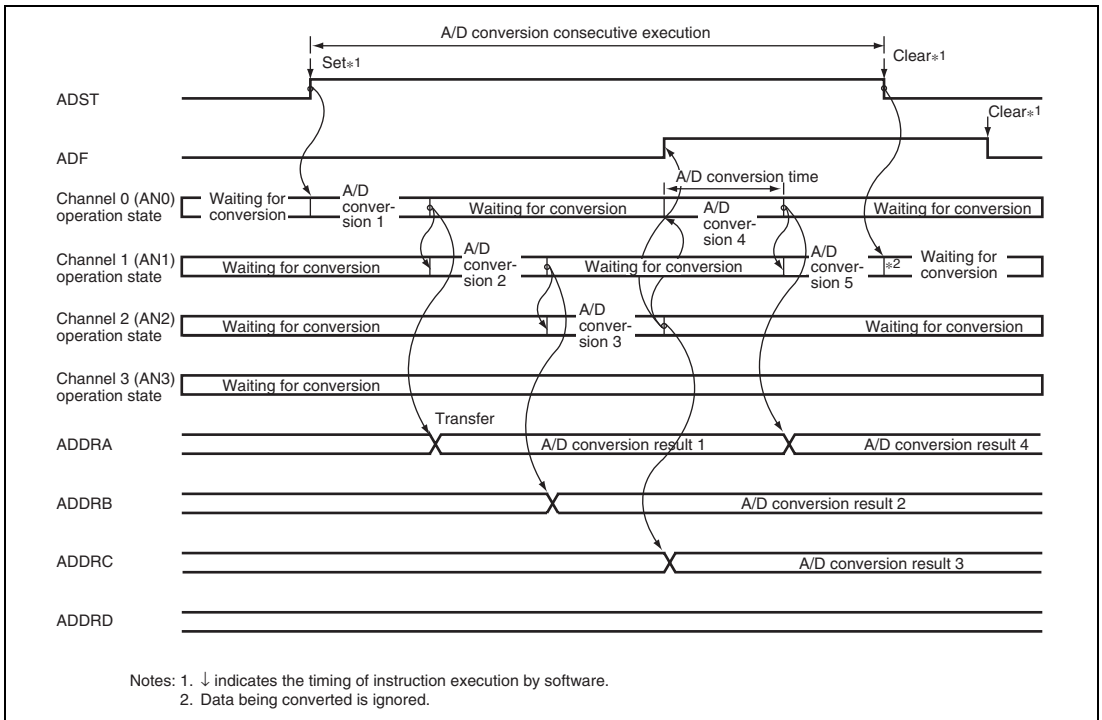 A/D conversion consecutive execution
Set*1
Clear*1
ADST
Clear*1
ADF
A/D conversion time
Channel 0 (AN0)
operation state
Waiting for
conversion
A/D
conver-
sion 1
Waiting for conversion
A/D
conver-
sion 4
Waiting for conversion
Channel 1 (AN1)
operation state
Waiting for conversion
A/D
conver-
sion 2
Waiting for conversion
A/D
conver-
sion 5
*2
Waiting for
conversion
Channel 2 (AN2)
operation state
Waiting for conversion
A/D
conver-
sion 3
Waiting for conversion
Channel 3 (AN3)
operation state
Waiting for conversion
Transfer
ADDRA
A/D conversion result 1
A/D conversion result 4
ADDRB
A/D conversion result 2
ADDRC
A/D conversion result 3
ADDRD
Notes: 1. ↓ indicates the timing of instruction execution by software.
2. Data being converted is ignored.